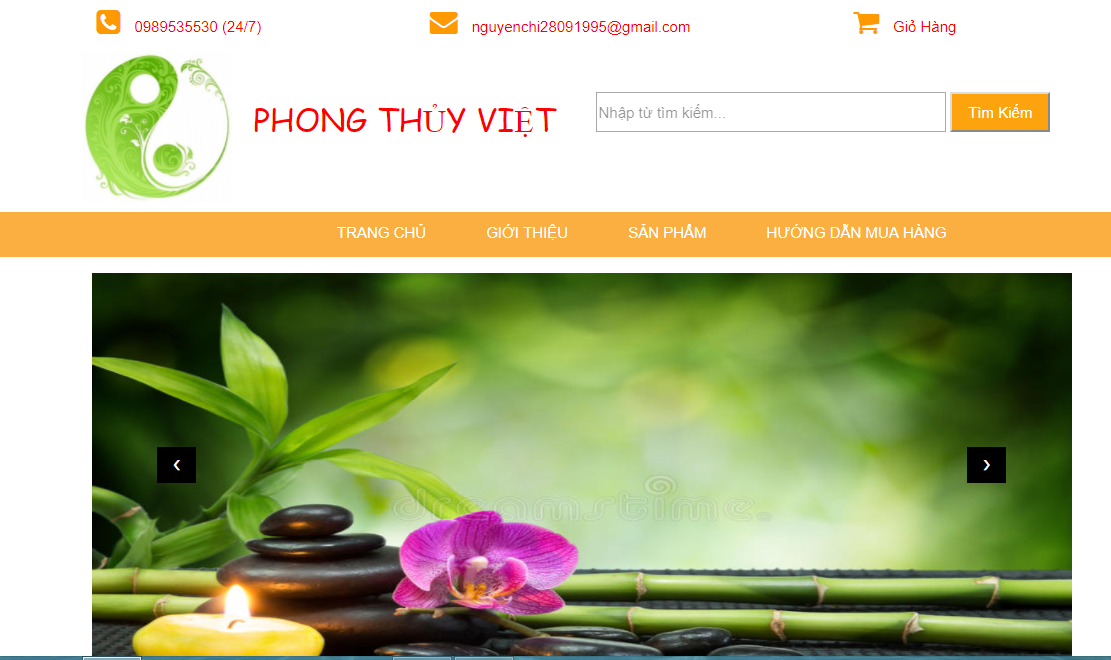 0989535530 (24/7)
nguyenchi28091995@gmail.com
Giỏ Hàng
PHONG THỦY VIỆT
Nhập từ tìm kiếm...
Tìm Kiếm
TRANG CHỦ
GIỚI THIỆU
SẢN PHẨM
HƯỚNG DẪN MUA HÀNG
‹
›
dreamstime.